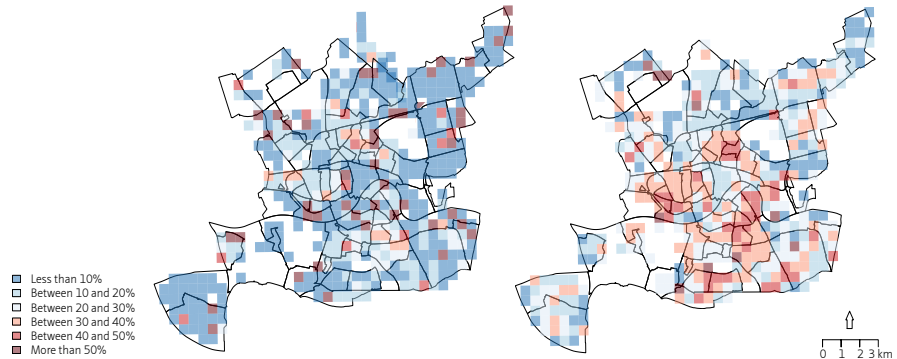 Less than 10%
Between 10 and 20%
Between 20 and 30%
Between 30 and 40%
Between 40 and 50%
More than 50%
0 1 2 3 km